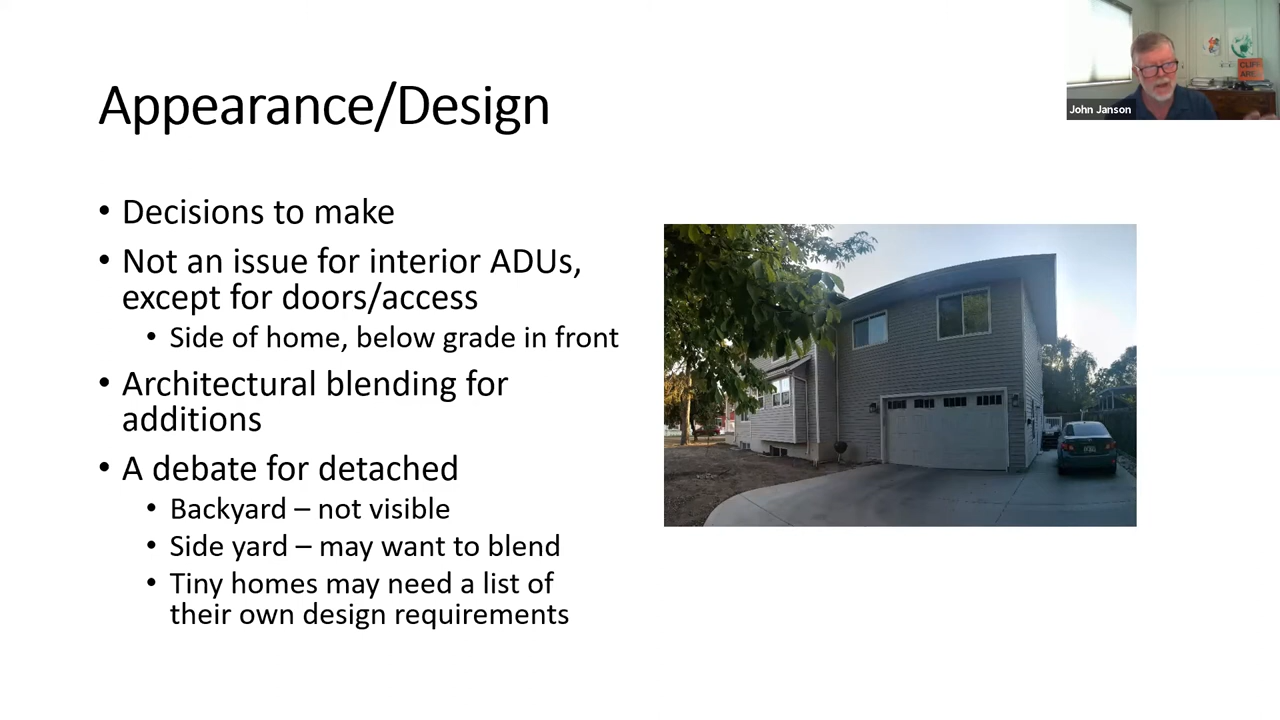 Appearance/Design
John Janson
• Decisions to make
• Not an issue for interior ADUs,
except for doors/access
• Side of home, below grade in front
• Architectural blending for
additions
• A debate for detached
• Backyard – not visible
• Side yard – may want to blend
• Tiny homes may need a list of
their own design requirements